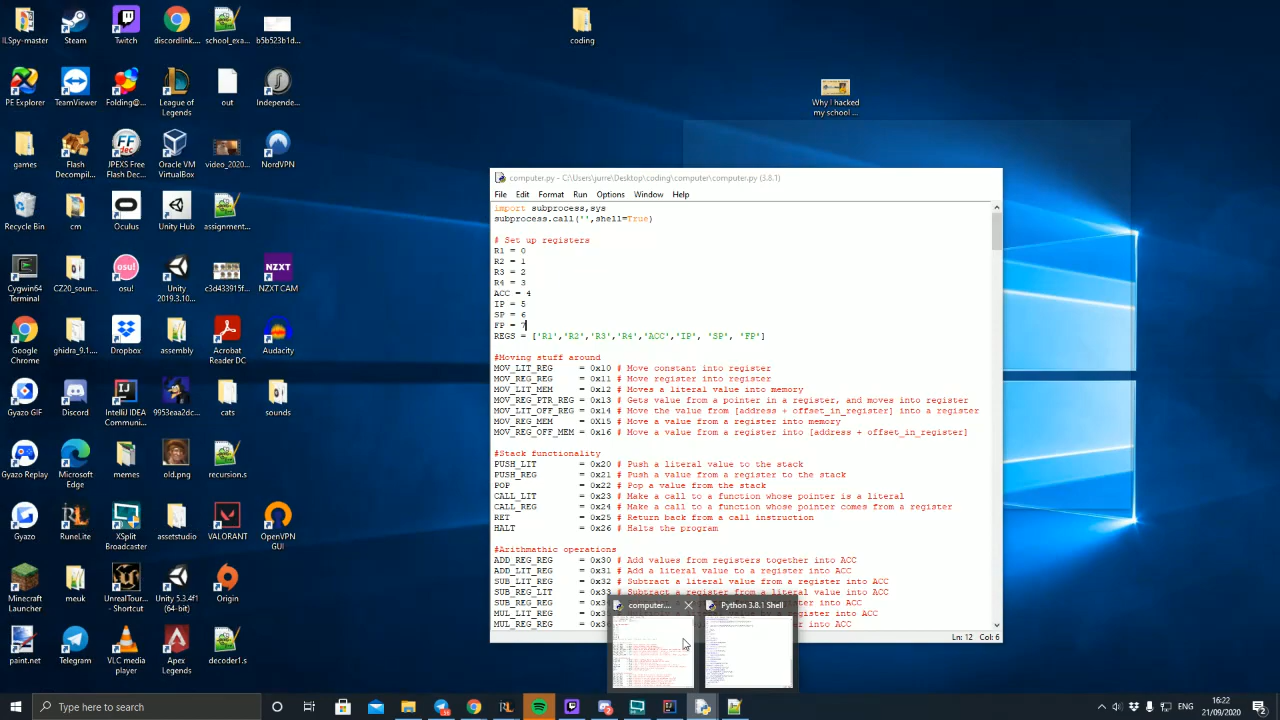 ILSpy-master
Steam
Twitch
discordlink....
school_exa...
b5b523b1d...
coding
PE Explorer
TeamViewer
Folding@...
League of
Legends
out
Independe...
Why I hacked
my school ...
games
Flash
Decompil...
JPEXS Free
Flash Dec...
Oracle VM
VirtualBox
video_2020...
NordVPN
Recycle Bin
cm
Oculus
Unity Hub
assignment...
Cygwin64
Terminal
CZ20_soun...
osu!
Unity
2019.3.10...
c3d439915f...
NZXT CAM
Google
Chrome
ghidra_9.1....
Dropbox
assembly
Acrobat
Reader DC
Audacity
Gyazo GIF
Discord
IntelliJ IDEA
Communi...
9953eaa2dc...
cats
sounds
Gyazo Replay
Microsoft
Edge
memes
old.png
recursion.s
Gyazo
RuneLite
XSplit
Broadcaster
assetstudio
VALORANT
OpenVPN
GUI
Minecraft
Launcher
mouk
UnrealTour...
- Shortcut
Unity 5.3.4f1
(64-bit)
Origin
Telegram
VLC media
player
Apex
Legends
computer.py - C:\Users\jurre\Desktop\coding\computer\computer.py (3.8.1)
File Edit Format Run Options Window Help
import subprocess,sys
subprocess.call('',shell=True)
# Set up registers
R1 = 0
R2 = 1
R3 = 2
R4 = 3
ACC = 4
IP = 5
SP = 6
FP = 7
REGS = ['R1','R2','R3','R4','ACC','IP', 'SP', 'FP']
#Moving stuff around
MOV_LIT_REG = 0x10 # Move constant into register
MOV_REG_REG = 0x11 # Move register into register
MOV_LIT_MEM = 0x12 # Moves a literal value into memory
MOV_REG_PTR_REG = 0x13 # Gets value from a pointer in a register, and moves into register
MOV_LIT_OFF_REG = 0x14 # Move the value from [address + offset_in_register] into a register
MOV_REG_MEM = 0X15 # Move a value from a register into memory
MOV_REG_OFF_MEM = 0x16 # Move a value from a register into [address + offset_in_register]
#Stack functionality
PUSH_LIT = 0x20 # Push a literal value to the stack
PUSH_REG = 0x21 # Push a value from a register to the stack
POP = 0x22 # Pop a value from the stack
CALL_LIT = 0x23 # Make a call to a function whose pointer is a literal
CALL_REG = 0x24 # Make a call to a function whose pointer comes from a register
RET = 0x25 # Return back from a call instruction
HALT = 0x26 # Halts the program
#Arithmathic operations
ADD_REG_REG = 0x30 # Add values from registers together into ACC
ADD_LIT_REG = 0x31 # Add a literal value to a register into ACC
SUB_LIT_REG = 0x32 # Subtract a literal value from a register into ACC
SUB_REG_LIT = 0x33 # Subtract a register from a literal value into ACC
into ACC
into ACC
into ACC
Ln: 12 Col: 6
computer....
Python 3.8.1 Shell
Type here to search
ENG
16:22
21/09/2020
2